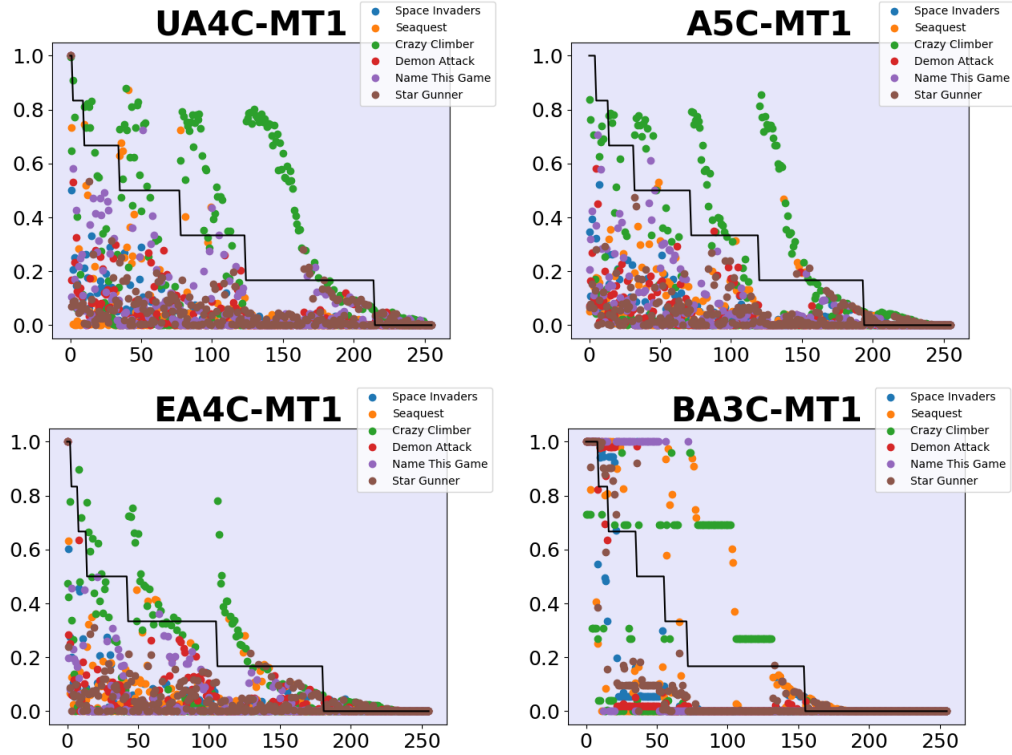 UA4C-MT1
Space Invaders
Seaquest
Crazy Climber
Demon Attack
Name This Game
Star Gunner
1.0
0.8
0.6
0.4
0.2
0.0
0 50 100 150 200 250
A5C-MT1
Space Invaders
Seaquest
Crazy Climber
Demon Attack
Name This Game
Star Gunner
1.0
0.8
0.6
0.4
0.2
0.0
0 50 100 150 200 250
EA4C-MT1
Space Invaders
Seaquest
Crazy Climber
Demon Attack
Name This Game
Star Gunner
1.0
0.8
0.6
0.4
0.2
0.0
0 50 100 150 200 250
BA3C-MT1
Space Invaders
Seaquest
Crazy Climber
Demon Attack
Name This Game
Star Gunner
1.0
0.8
0.6
0.4
0.2
0.0
0 50 100 150 200 250